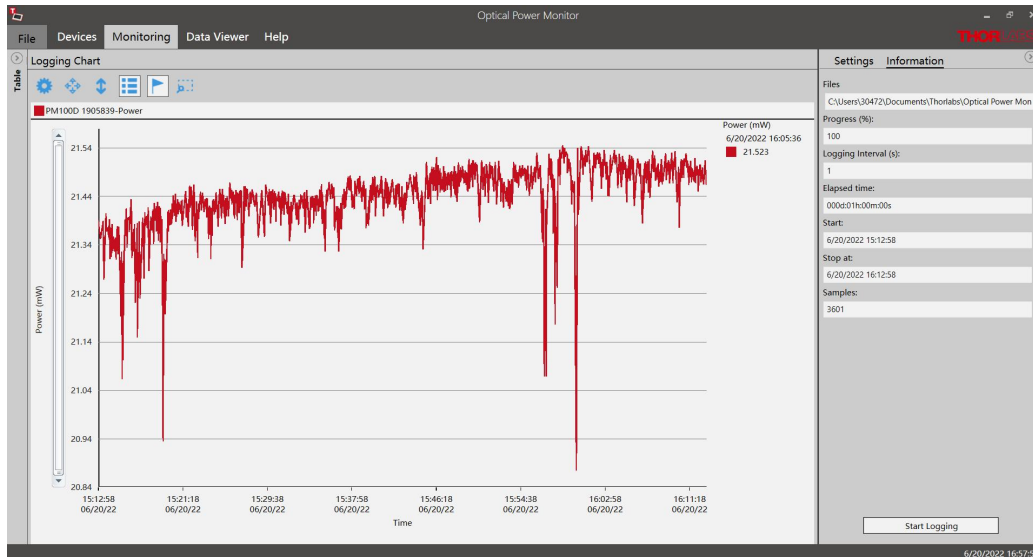 Optical Power Monitor
File Devices Monitoring Data Viewer Help
THORLABS
Logging Chart
Table
Settings Information
PM100D 1905839-Power
Power (mW)
6/20/2022 16:05:36
21.523
Power (mW)
21.54
21.44
21.34
21.24
21.14
21.04
20.94
20.84
15:12:58 15:21:18 15:29:38 15:37:58 15:46:18 15:54:38 16:02:58 16:11:18
06/20/22 06/20/22 06/20/22 06/20/22 06/20/22 06/20/22 06/20/22 06/20/22
Time
Files
C:\Users\30472\Documents\Thorlabs\Optical Power Mon
Progress (%):
100
Logging Interval (s):
1
Elapsed time:
000d:01h:00m:00s
Start:
6/20/2022 15:12:58
Stop at:
6/20/2022 16:12:58
Samples:
3601
Start Logging
6/20/2022 16:57:5